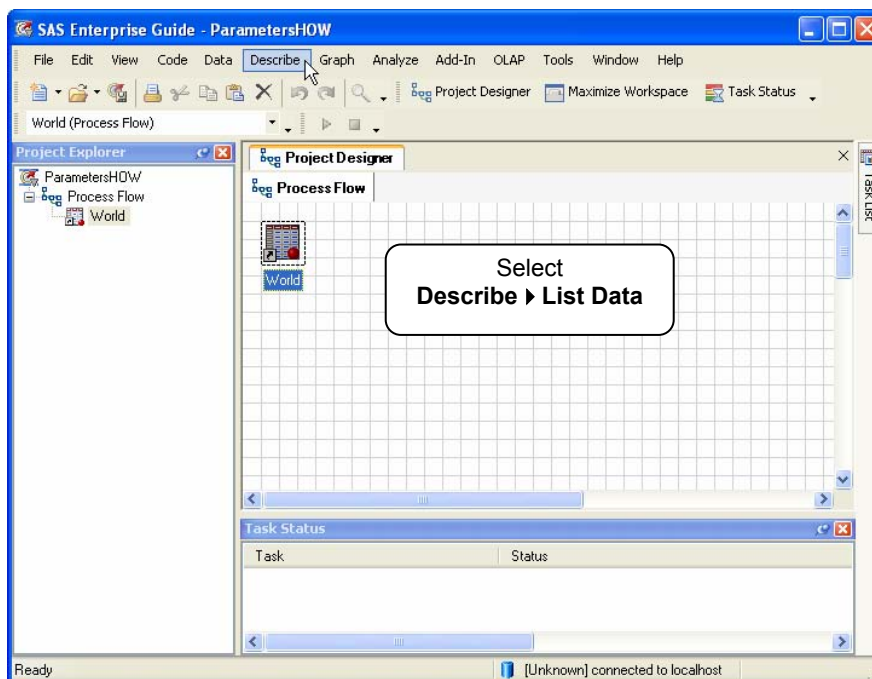 SAS Enterprise Guide - ParametersHOW
File Edit View Code Data Describe Graph Analyze Add-In OLAP Tools Window Help
Project Designer Maximize Workspace Task Status
World (Process Flow)
Project Explorer
ParametersHOW
Process Flow
World
Project Designer
Process Flow
World
Select
Describe ▸ List Data
Task List
Task Status
Task Status
Ready
[Unknown] connected to localhost